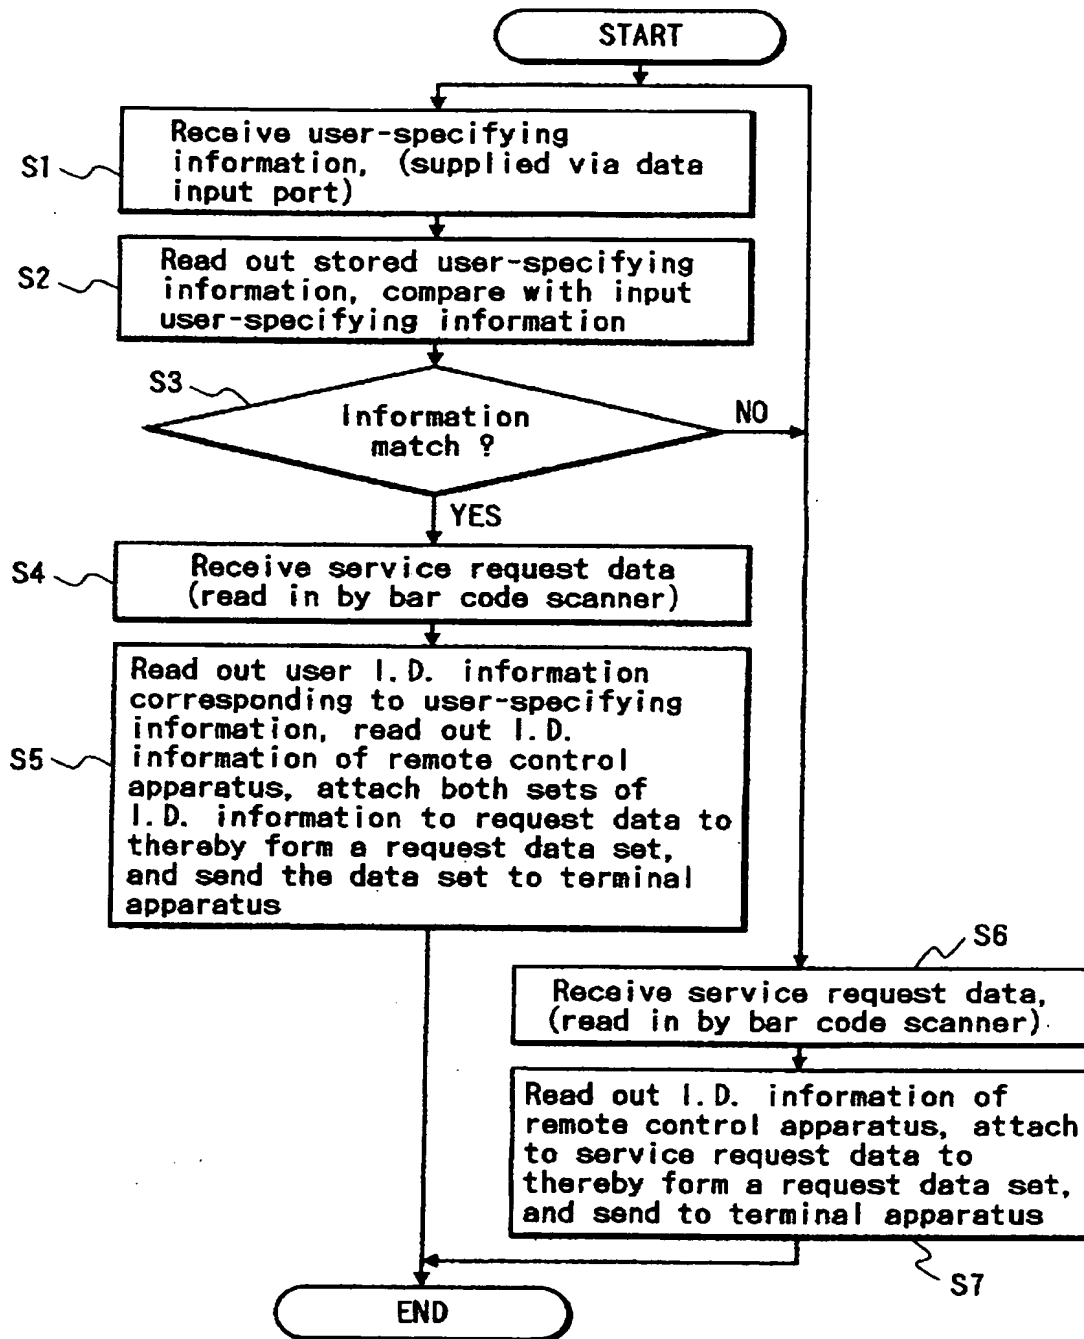 START
S1
Receive user-specifying
information, (supplied via data
input port)
S2
Read out stored user-specifying
information, compare with input
user-specifying information
S3
Information
match ?
NO
YES
S4
Receive service request data
(read in by bar code scanner)
S5
Read out user I.D. information
corresponding to user-specifying
information, read out I.D.
information of remote control
apparatus, attach both sets of
I.D. information to request data to
thereby form a request data set,
and send the data set to terminal
apparatus
S6
Receive service request data,
(read in by bar code scanner)
Read out I.D. information of
remote control apparatus, attach
to service request data to
thereby form a request data set,
and send to terminal apparatus
S7
END